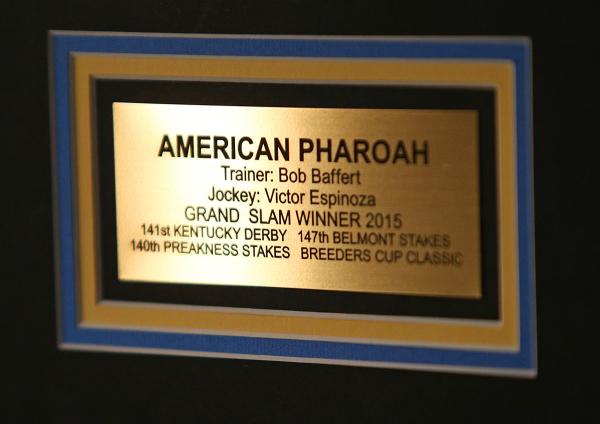 AMERICAN PHAROAH
Trainer: Bob Baffert
Jockey: Victor Espinoza
GRAND SLAM WINNER 2015
141st KENTUCKY DERBY 147th BELMONT STAKES
140th PREAKNESS STAKES BREEDERS CUP CLASSIC